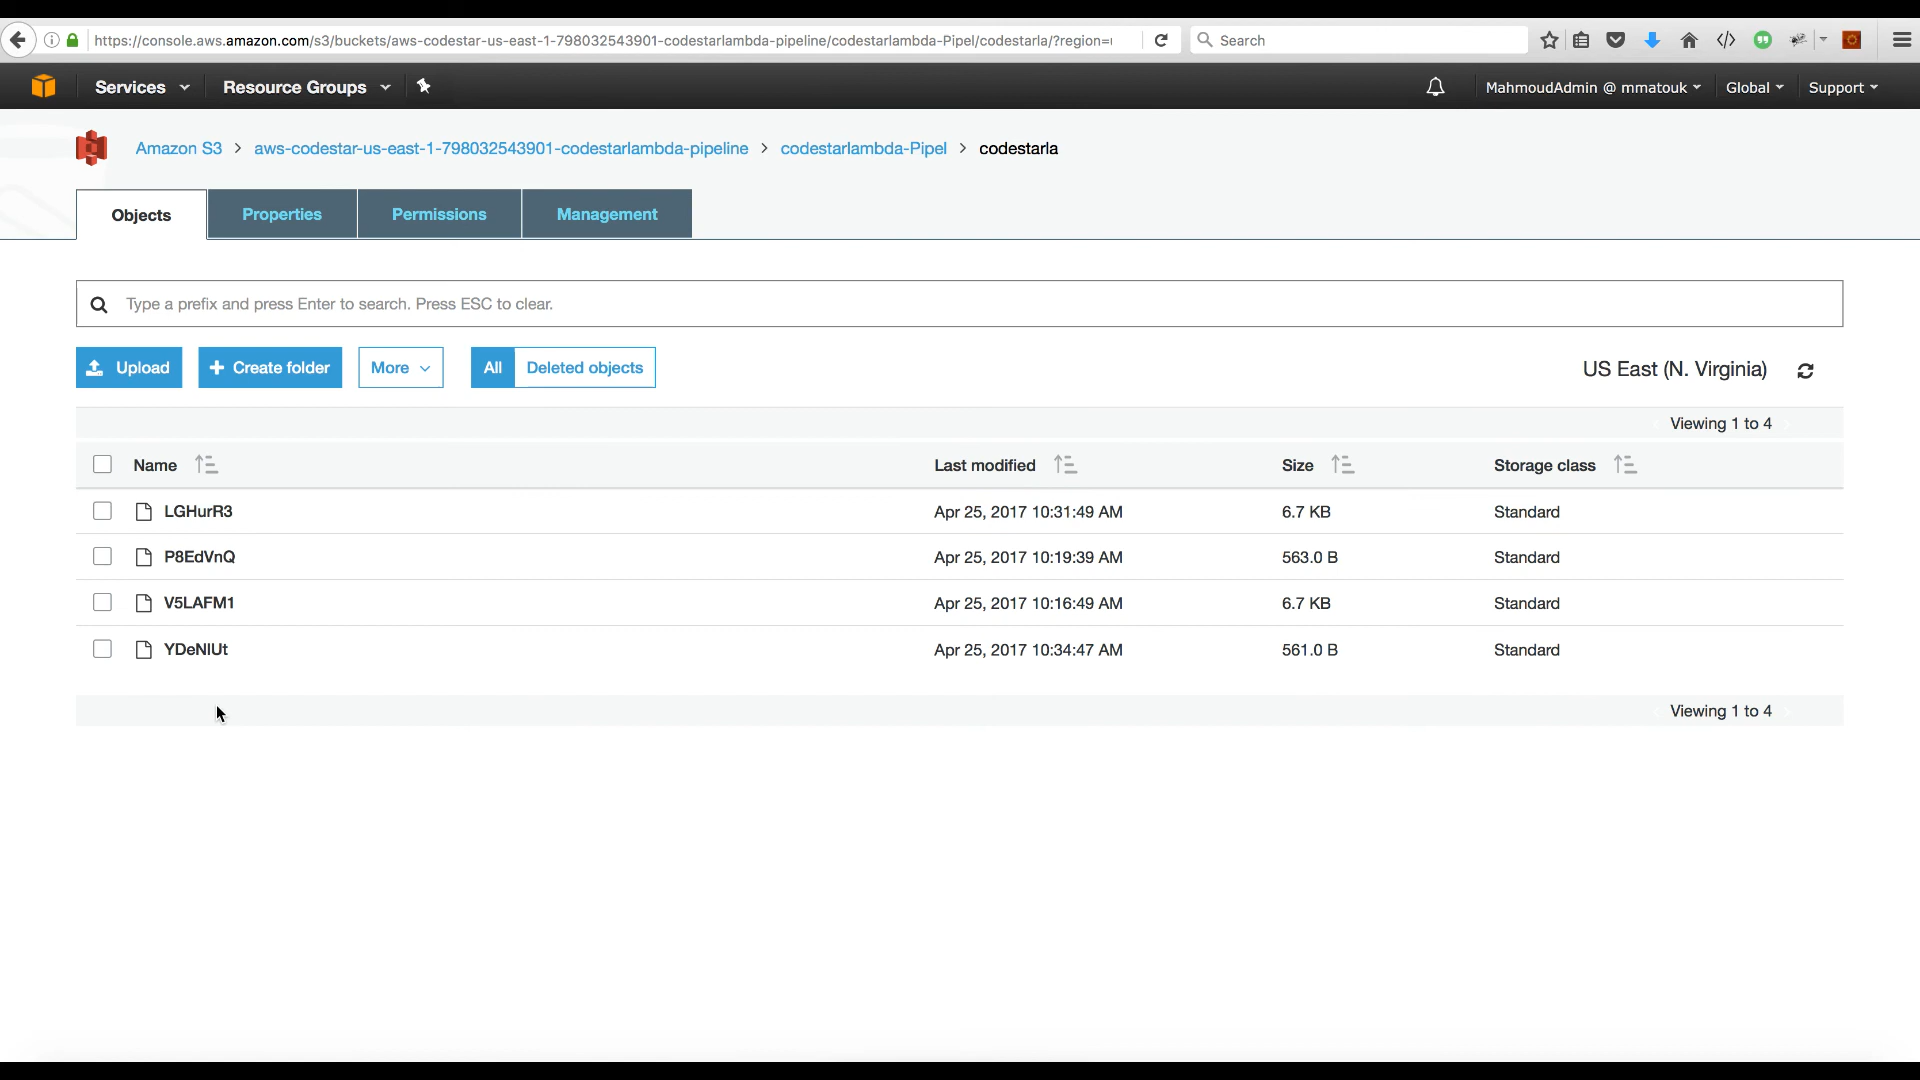 https://console.aws.amazon.com/s3/buckets/aws-codestar-us-east-1-798032543901-codestarlambda-pipeline/codestarlambda-Pipel/codestarla/?region=
Search
Services
Resource Groups
MahmoudAdmin @ mmatouk
Global
Support
Amazon S3 > aws-codestar-us-east-1-798032543901-codestarlambda-pipeline > codestarlambda-Pipel > codestarla
Objects
Properties
Permissions
Management
Type a prefix and press Enter to search. Press ESC to clear.
Upload
+ Create folder
More
All
Deleted objects
US East (N. Virginia)
Viewing 1 to 4
Name Last modified Size Storage class
LGHurR3 Apr 25, 2017 10:31:49 AM 6.7 KB Standard
P8EdVnQ Apr 25, 2017 10:19:39 AM 563.0 B Standard
V5LAFM1 Apr 25, 2017 10:16:49 AM 6.7 KB Standard
YDeNlUt Apr 25, 2017 10:34:47 AM 561.0 B Standard
Viewing 1 to 4